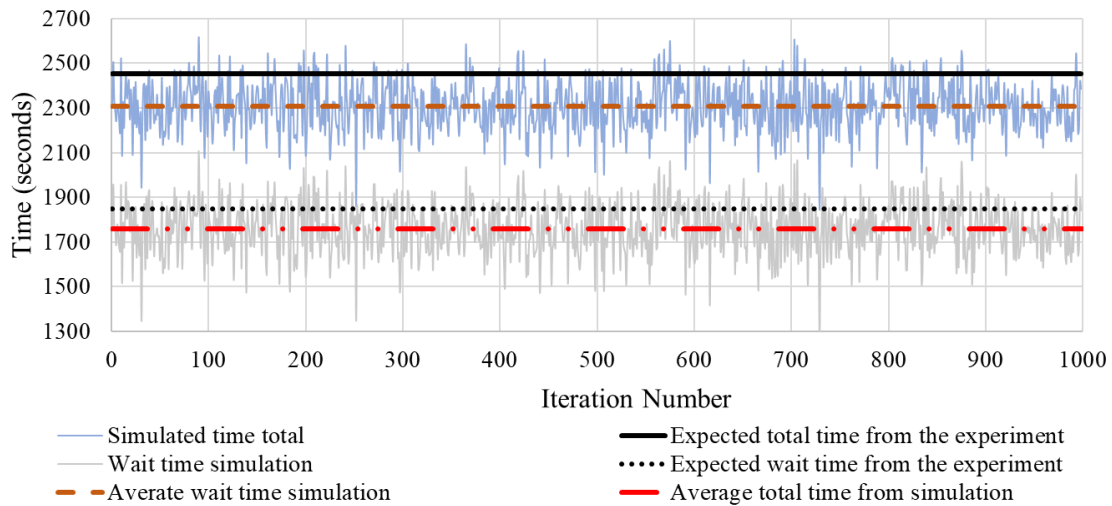 2700
2500
2300
2100
1900
1700
1500
1300
Time (seconds)
0 100 200 300 400 500 600 700 800 900 1000
Iteration Number
Simulated time total
Expected total time from the experiment
Wait time simulation
Expected wait time from the experiment
Averate wait time simulation
Average total time from simulation